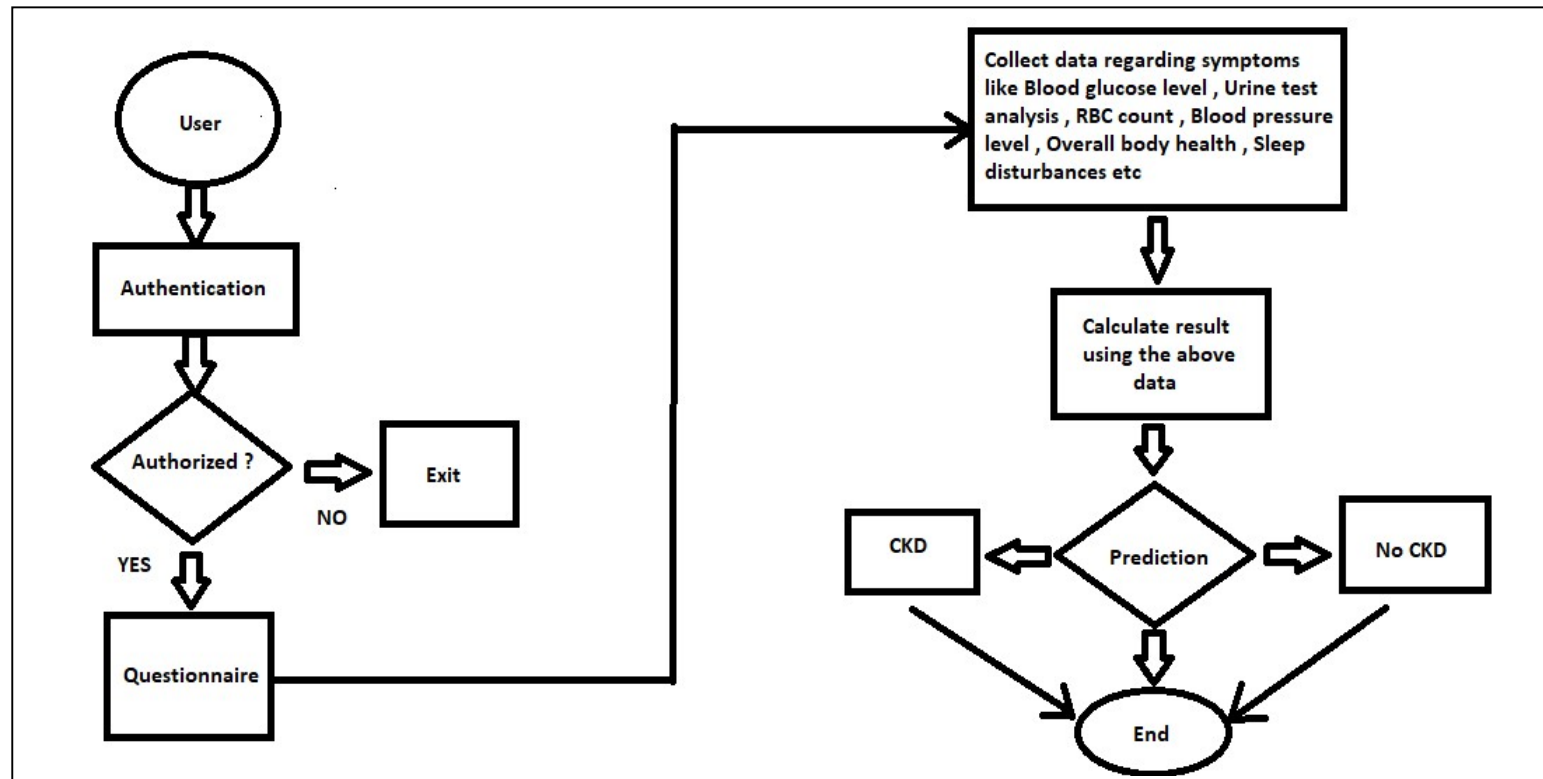 User
Authentication
Authorized ?
NO
Exit
YES
Questionnaire
Collect data regarding symptoms
like Blood glucose level , Urine test
analysis , RBC count , Blood pressure
level , Overall body health , Sleep
disturbances etc
Calculate result
using the above
data
CKD
Prediction
No CKD
End